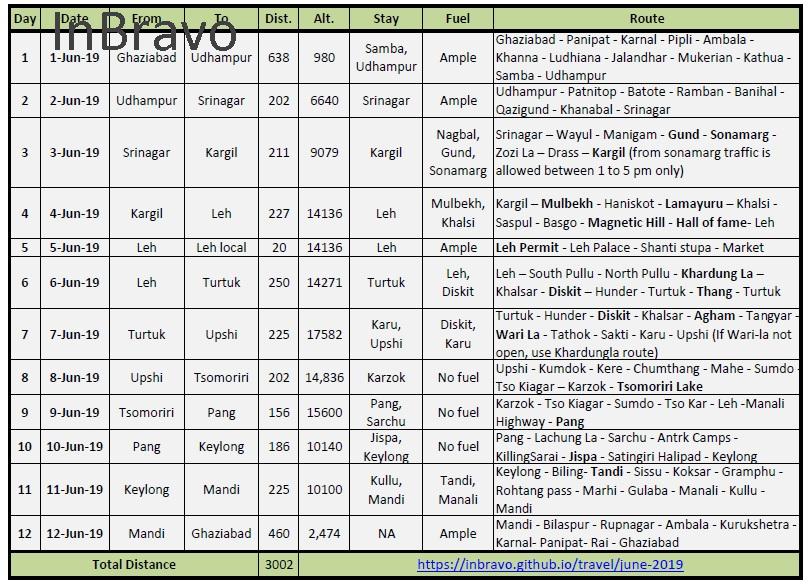 InBravo
Day Date From To Dist. Alt. Stay Fuel Route
1 1-Jun-19 Ghaziabad Udhampur 638 980 Samba, Udhampur Ample Ghaziabad - Panipat - Karnal - Pipli - Ambala -
Khanna - Ludhiana - Jalandhar - Mukerian - Kathua -
Samba - Udhampur
2 2-Jun-19 Udhampur Srinagar 202 6640 Srinagar Ample Udhampur - Patnitop - Batote - Ramban - Banihal -
Qazigund - Khanabal - Srinagar
3 3-Jun-19 Srinagar Kargil 211 9079 Kargil Nagbal, Gund, Sonamarg Srinagar – Wayul - Manigam - Gund - Sonamarg -
Zozi La – Drass – Kargil (from sonamarg traffic is
allowed between 1 to 5 pm only)
4 4-Jun-19 Kargil Leh 227 14136 Leh Mulbekh, Khalsi Kargil – Mulbekh - Haniskot - Lamayuru – Khalsi -
Saspul - Basgo - Magnetic Hill - Hall of fame- Leh
5 5-Jun-19 Leh Leh local 20 14136 Leh Ample Leh Permit - Leh Palace - Shanti stupa - Market
6 6-Jun-19 Leh Turtuk 250 14271 Turtuk Leh, Diskit Leh – South Pullu - North Pullu - Khardung La –
Khalsar - Diskit – Hunder - Turtuk - Thang - Turtuk
7 7-Jun-19 Turtuk Upshi 225 17582 Karu, Upshi Diskit, Karu Turtuk - Hunder - Diskit - Khalsar - Agham - Tangyar -
Wari La - Tathok - Sakti - Karu - Upshi (If Wari-la not
open, use Khardungla route)
8 8-Jun-19 Upshi Tsomoriri 202 14,836 Karzok No fuel Upshi - Kumdok - Kere - Chumthang - Mahe - Sumdo -
Tso Kiagar – Karzok - Tsomoriri Lake
9 9-Jun-19 Tsomoriri Pang 156 15600 Pang, Sarchu No fuel Karzok - Tso Kiagar - Sumdo - Tso Kar - Leh -Manali
Highway - Pang
10 10-Jun-19 Pang Keylong 186 10140 Jispa, Keylong No fuel Pang - Lachung La - Sarchu - Antrk Camps -
KillingSarai - Jispa - Satingiri Halipad - Keylong
11 11-Jun-19 Keylong Mandi 225 10100 Kullu, Mandi Tandi, Manali Keylong - Biling- Tandi - Sissu - Koksar - Gramphu -
Rohtang pass - Marhi - Gulaba - Manali - Kullu -
Mandi
12 12-Jun-19 Mandi Ghaziabad 460 2,474 NA Ample Mandi - Bilaspur - Rupnagar - Ambala - Kurukshetra -
Karnal- Panipat- Rai - Ghaziabad
Total Distance 3002 https://inbravo.github.io/travel/june-2019